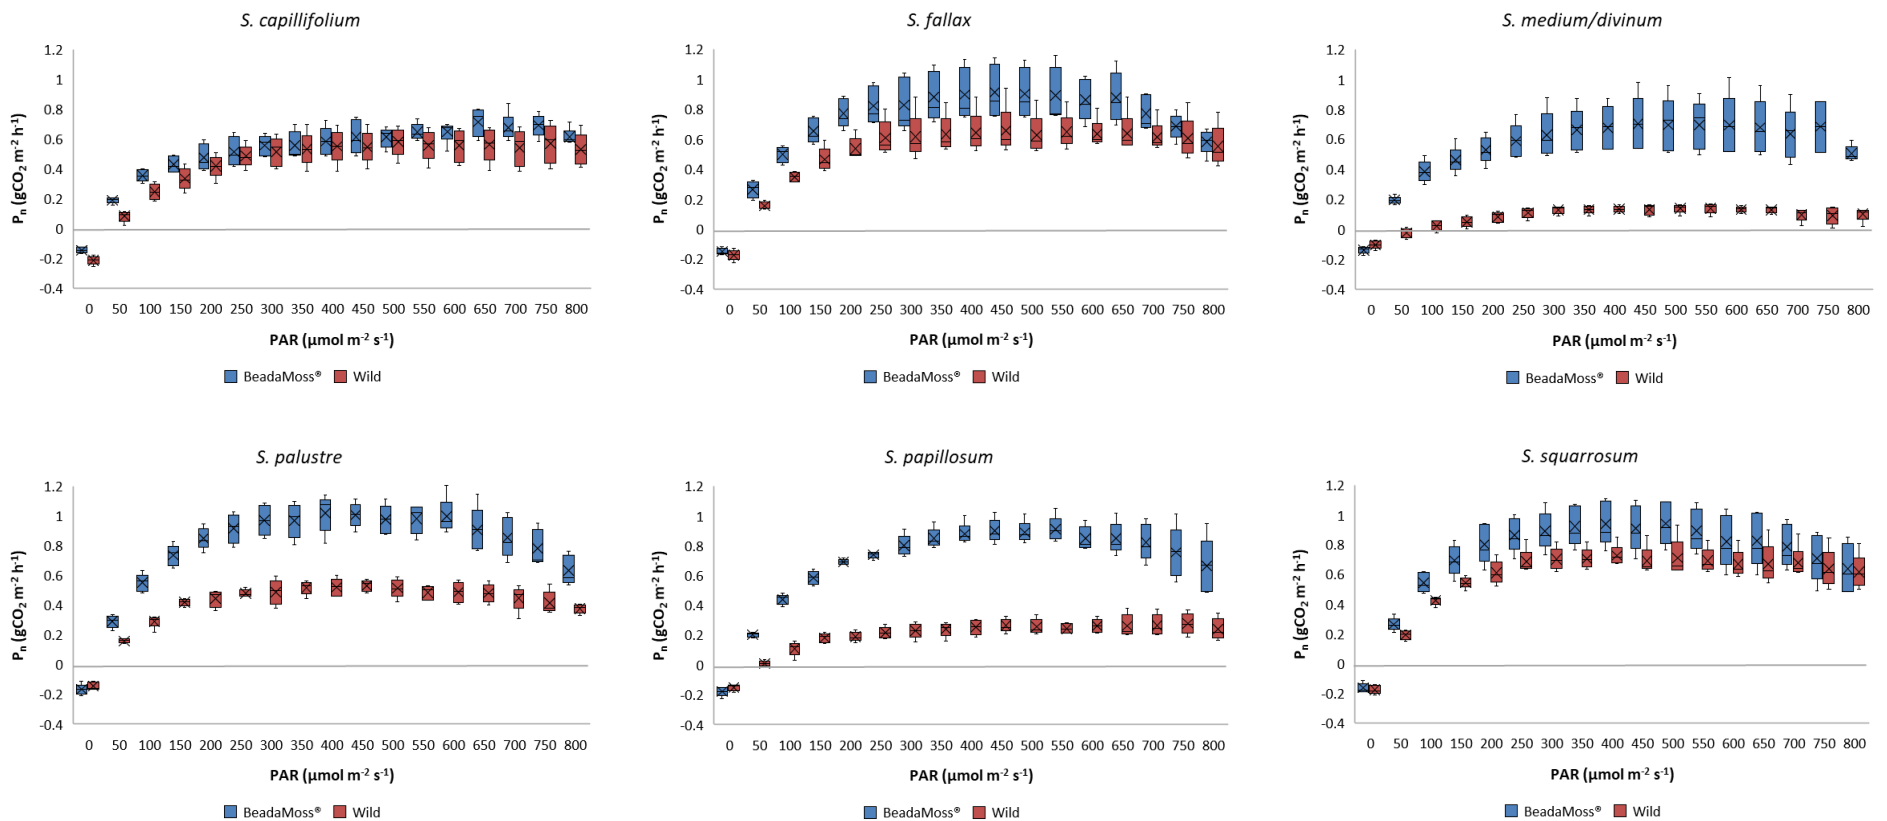 S. capillifolium
S. fallax
S. medium/divinum
1.2
1
0.8
0.6
0.4
0.2
0
-0.2
-0.4
Pn (gCO2 m-2 h-1)
0 50 100 150 200 250 300 350 400 450 500 550 600 650 700 750 800
PAR (µmol m-2 s-1)
BeadaMoss® Wild
1.2
1
0.8
0.6
0.4
0.2
0
-0.2
-0.4
Pn (gCO2 m-2 h-1)
0 50 100 150 200 250 300 350 400 450 500 550 600 650 700 750 800
PAR (µmol m-2 s-1)
BeadaMoss® Wild
1.2
1
0.8
0.6
0.4
0.2
0
-0.2
-0.4
Pn (gCO2 m-2 h-1)
0 50 100 150 200 250 300 350 400 450 500 550 600 650 700 750 800
PAR (µmol m-2 s-1)
BeadaMoss® Wild
S. palustre
S. papillosum
S. squarrosum
1.2
1
0.8
0.6
0.4
0.2
0
-0.2
-0.4
Pn (gCO2 m-2 h-1)
0 50 100 150 200 250 300 350 400 450 500 550 600 650 700 750 800
PAR (µmol m-2 s-1)
BeadaMoss® Wild
1.2
1
0.8
0.6
0.4
0.2
0
-0.2
-0.4
Pn (gCO2 m-2 h-1)
0 50 100 150 200 250 300 350 400 450 500 550 600 650 700 750 800
PAR (µmol m-2 s-1)
BeadaMoss® Wild
1.2
1
0.8
0.6
0.4
0.2
0
-0.2
-0.4
Pn (gCO2 m-2 h-1)
0 50 100 150 200 250 300 350 400 450 500 550 600 650 700 750 800
PAR (µmol m-2 s-1)
BeadaMoss® Wild